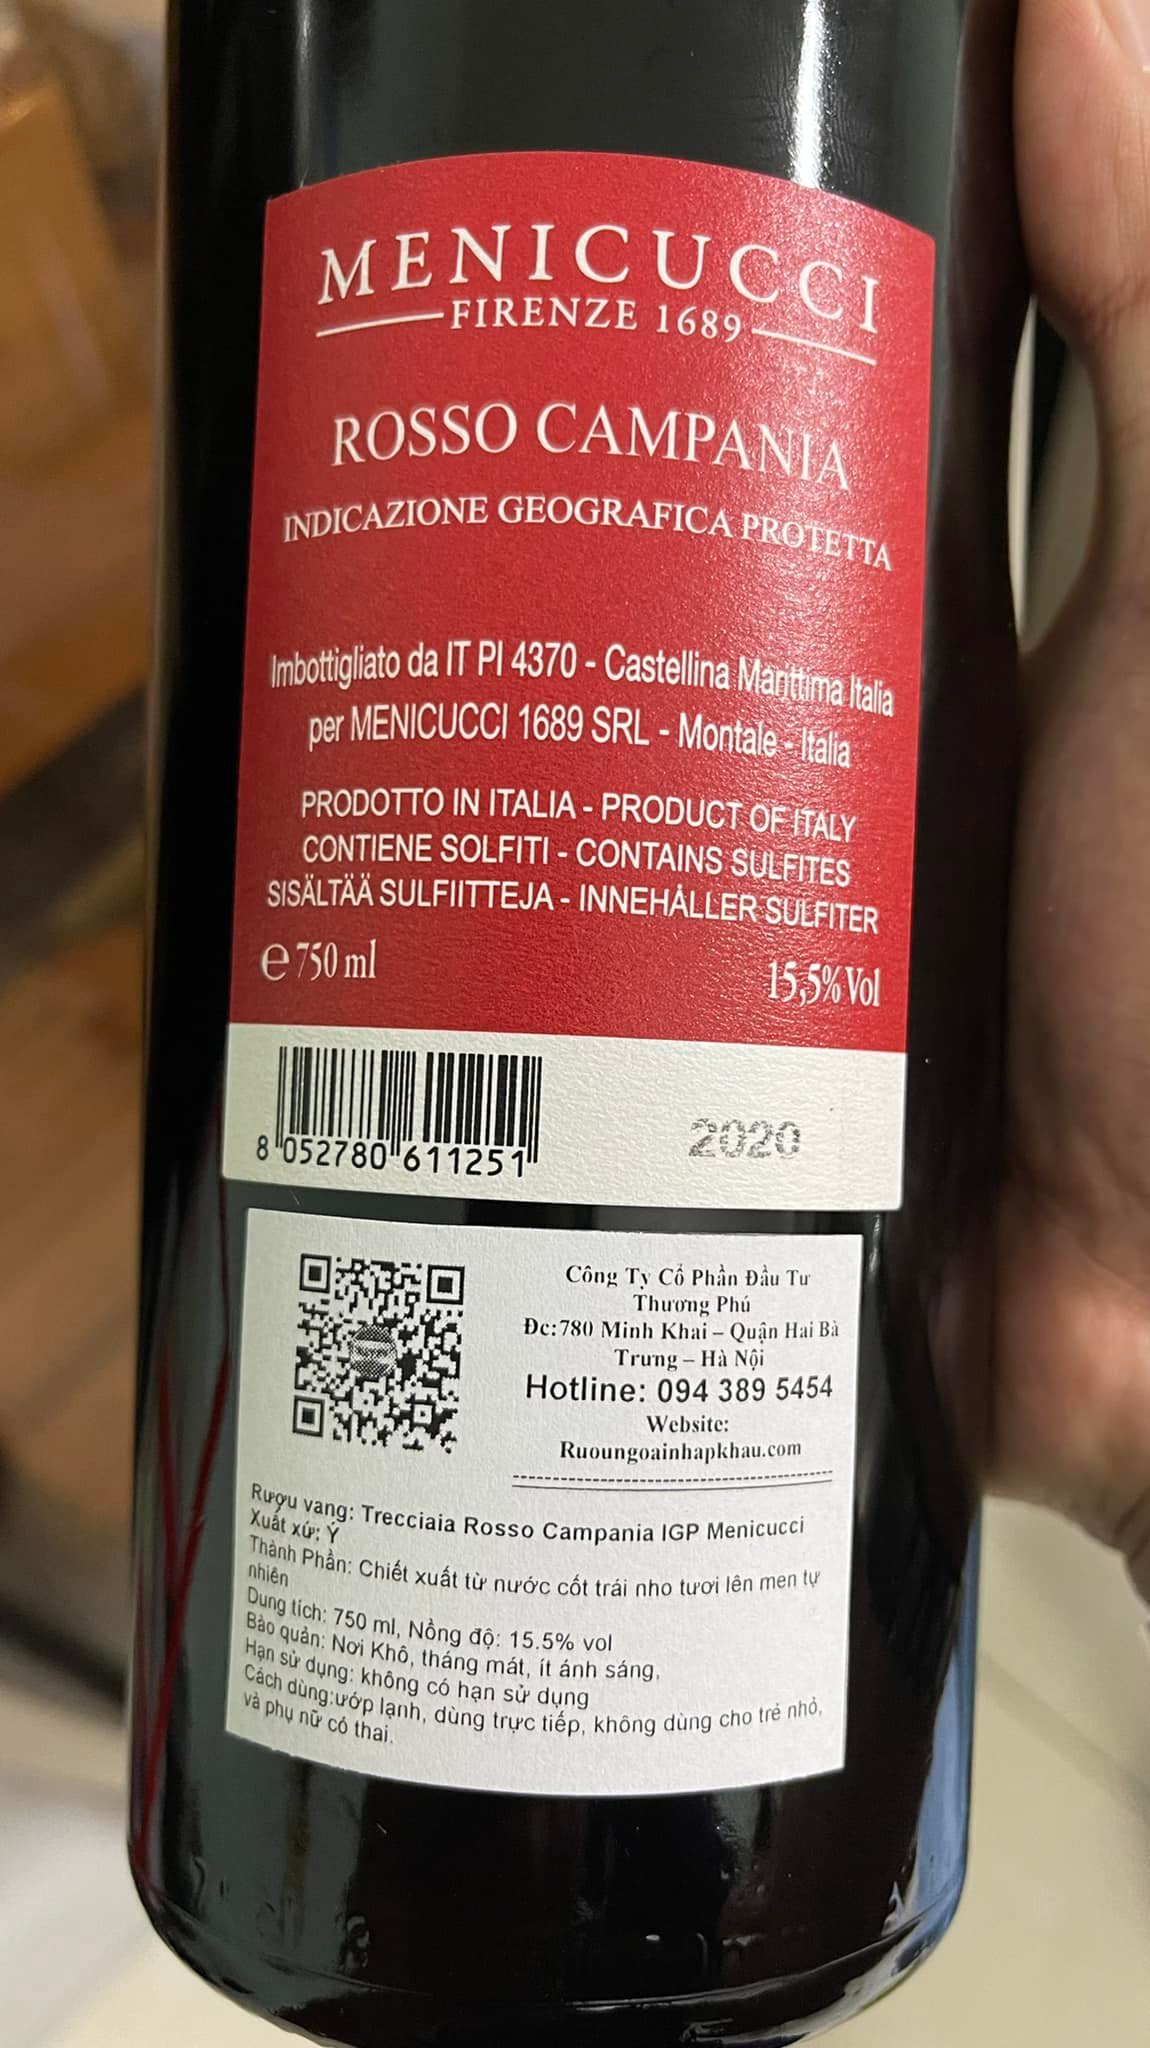 MENICUCCI
FIRENZE 1689
ROSSO CAMPANIA
INDICAZIONE GEOGRAFICA PROTETTA
Imbottigliato da IT PI 4370 - Castellina Marittima Italia
per MENICUCCI 1689 SRL - Montale - Italia
PRODOTTO IN ITALIA - PRODUCT OF ITALY
CONTIENE SOLFITI - CONTAINS SULFITES
SISÄLTÄÄ SULFIITTEJA - INNEHÅLLER SULFITER
℮ 750 ml 15,5% Vol
8 052780 611251
2020
Công Ty Cổ Phần Đầu Tư
Thương Phú
Đc:780 Minh Khai – Quận Hai Bà
Trưng – Hà Nội
Hotline: 094 389 5454
Website:
Ruoungoainhapkhau.com
Rượu vang: Trecciaia Rosso Campania IGP Menicucci
Xuất xứ: Ý
Thành Phần: Chiết xuất từ nước cốt trái nho tươi lên men tự
nhiên
Dung tích: 750 ml, Nồng độ: 15.5% vol
Bảo quản: Nơi Khô, tháng mát, ít ánh sáng,
Hạn sử dụng: không có hạn sử dụng
Cách dùng:ướp lạnh, dùng trực tiếp, không dùng cho trẻ nhỏ,
và phụ nữ có thai.